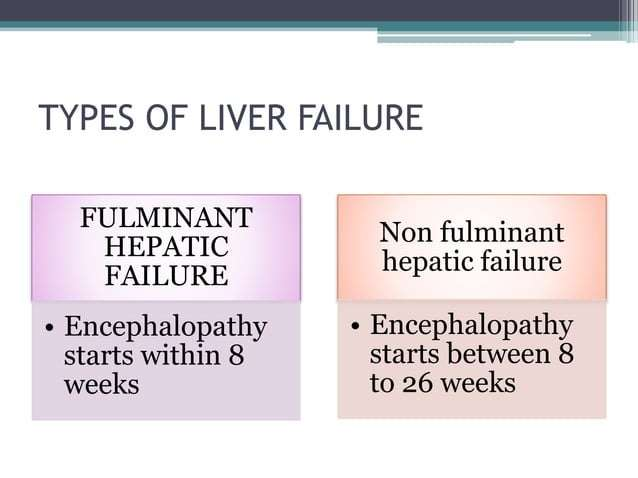 TYPES OF LIVER FAILURE
FULMINANT
HEPATIC
FAILURE
• Encephalopathy
starts within 8
weeks
Non fulminant
hepatic failure
• Encephalopathy
starts between 8
to 26 weeks